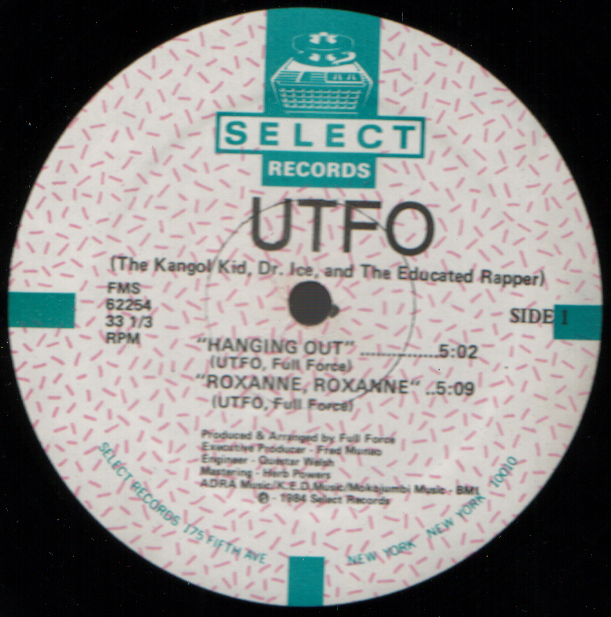 SELECT
RECORDS
UTFO
(The Kangol Kid, Dr. Ice, and The Educated Rapper)
FMS
62254
33 1/3
RPM
SIDE 1
"HANGING OUT" ................5:02
(UTFO, Full Force)
"ROXANNE, ROXANNE" ..5:09
(UTFO, Full Force)
Produced & Arranged by Full Force
Executive Producer - Fred Munao
Engineer - Questar Welsh
Mastering - Herb Powers
ADRA Music/K.E.D. Music/Mokojumbi Music - BMI
℗ - 1984 Select Records
SELECT RECORDS 175 FIFTH AVE. NEW YORK NEW YORK 10010